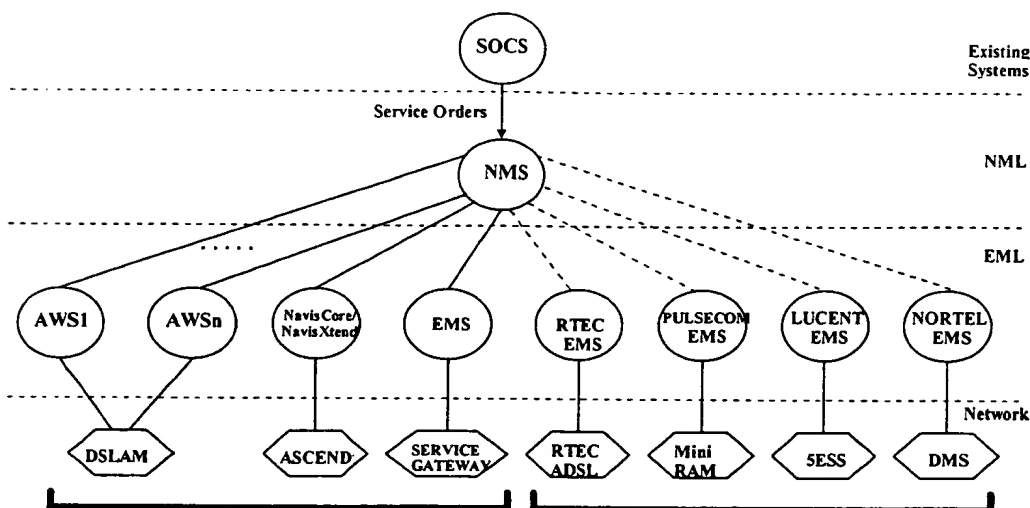 SOCS
Existing
Systems
Service Orders
NMS
NML
EML
AWS1
AWSn
NavisCore/
NavisXtend
EMS
RTEC
EMS
PULSECOM
EMS
LUCENT
EMS
NORTEL
EMS
Network
DSLAM
ASCEND
SERVICE
GATEWAY
RTEC
ADSL
Mini
RAM
5ESS
DMS